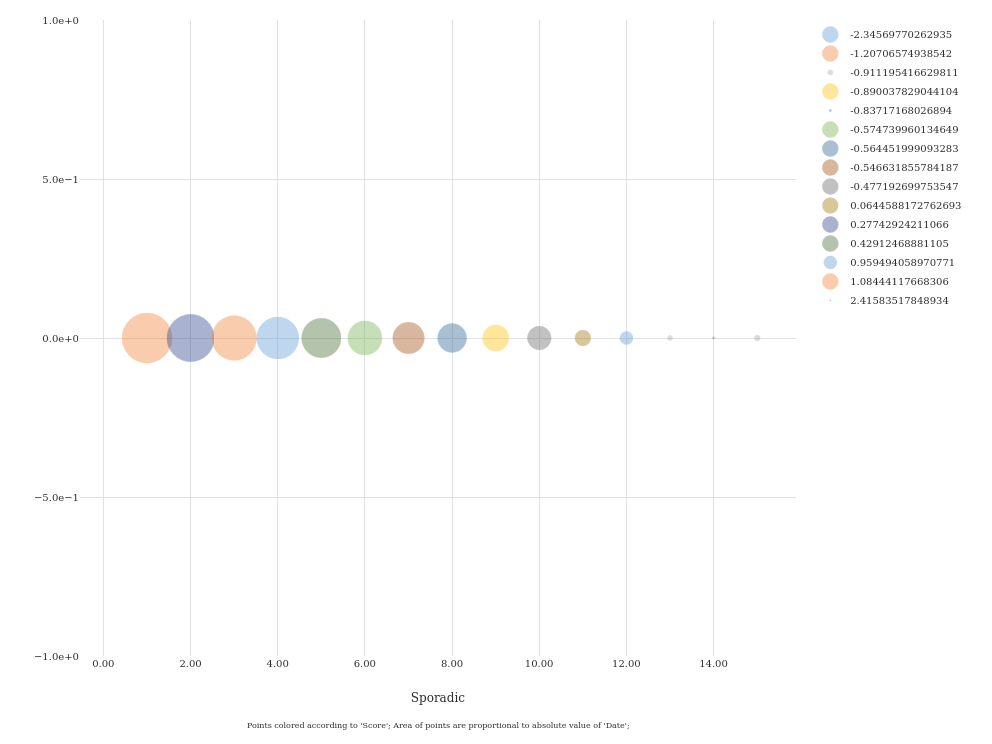 1.0e+0
5.0e−1
0.0e+0
−5.0e−1
−1.0e+0
0.00 2.00 4.00 6.00 8.00 10.00 12.00 14.00
Sporadic
Points colored according to 'Score'; Area of points are proportional to absolute value of 'Date';
-2.34569770262935
-1.20706574938542
-0.911195416629811
-0.890037829044104
-0.83717168026894
-0.574739960134649
-0.564451999093283
-0.546631855784187
-0.477192699753547
0.0644588172762693
0.27742924211066
0.42912468881105
0.959494058970771
1.08444117668306
2.41583517848934